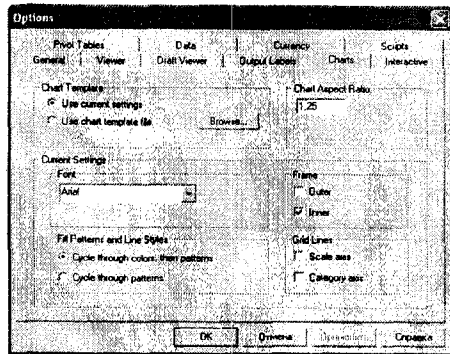 Options
Pivot Tables Data Currency Scripts
General Viewer Draft Viewer Output Labels Charts Interactive
Chart Template
Use current settings
Use chart template file
Browse...
Chart Aspect Ratio
1,25
Current Settings
Font
Arial
Frame
Outer
Inner
Fill Patterns and Line Styles
Cycle through colors, then patterns
Cycle through patterns
Grid Lines
Scale axis
Category axis
OK Отмена Применить Справка